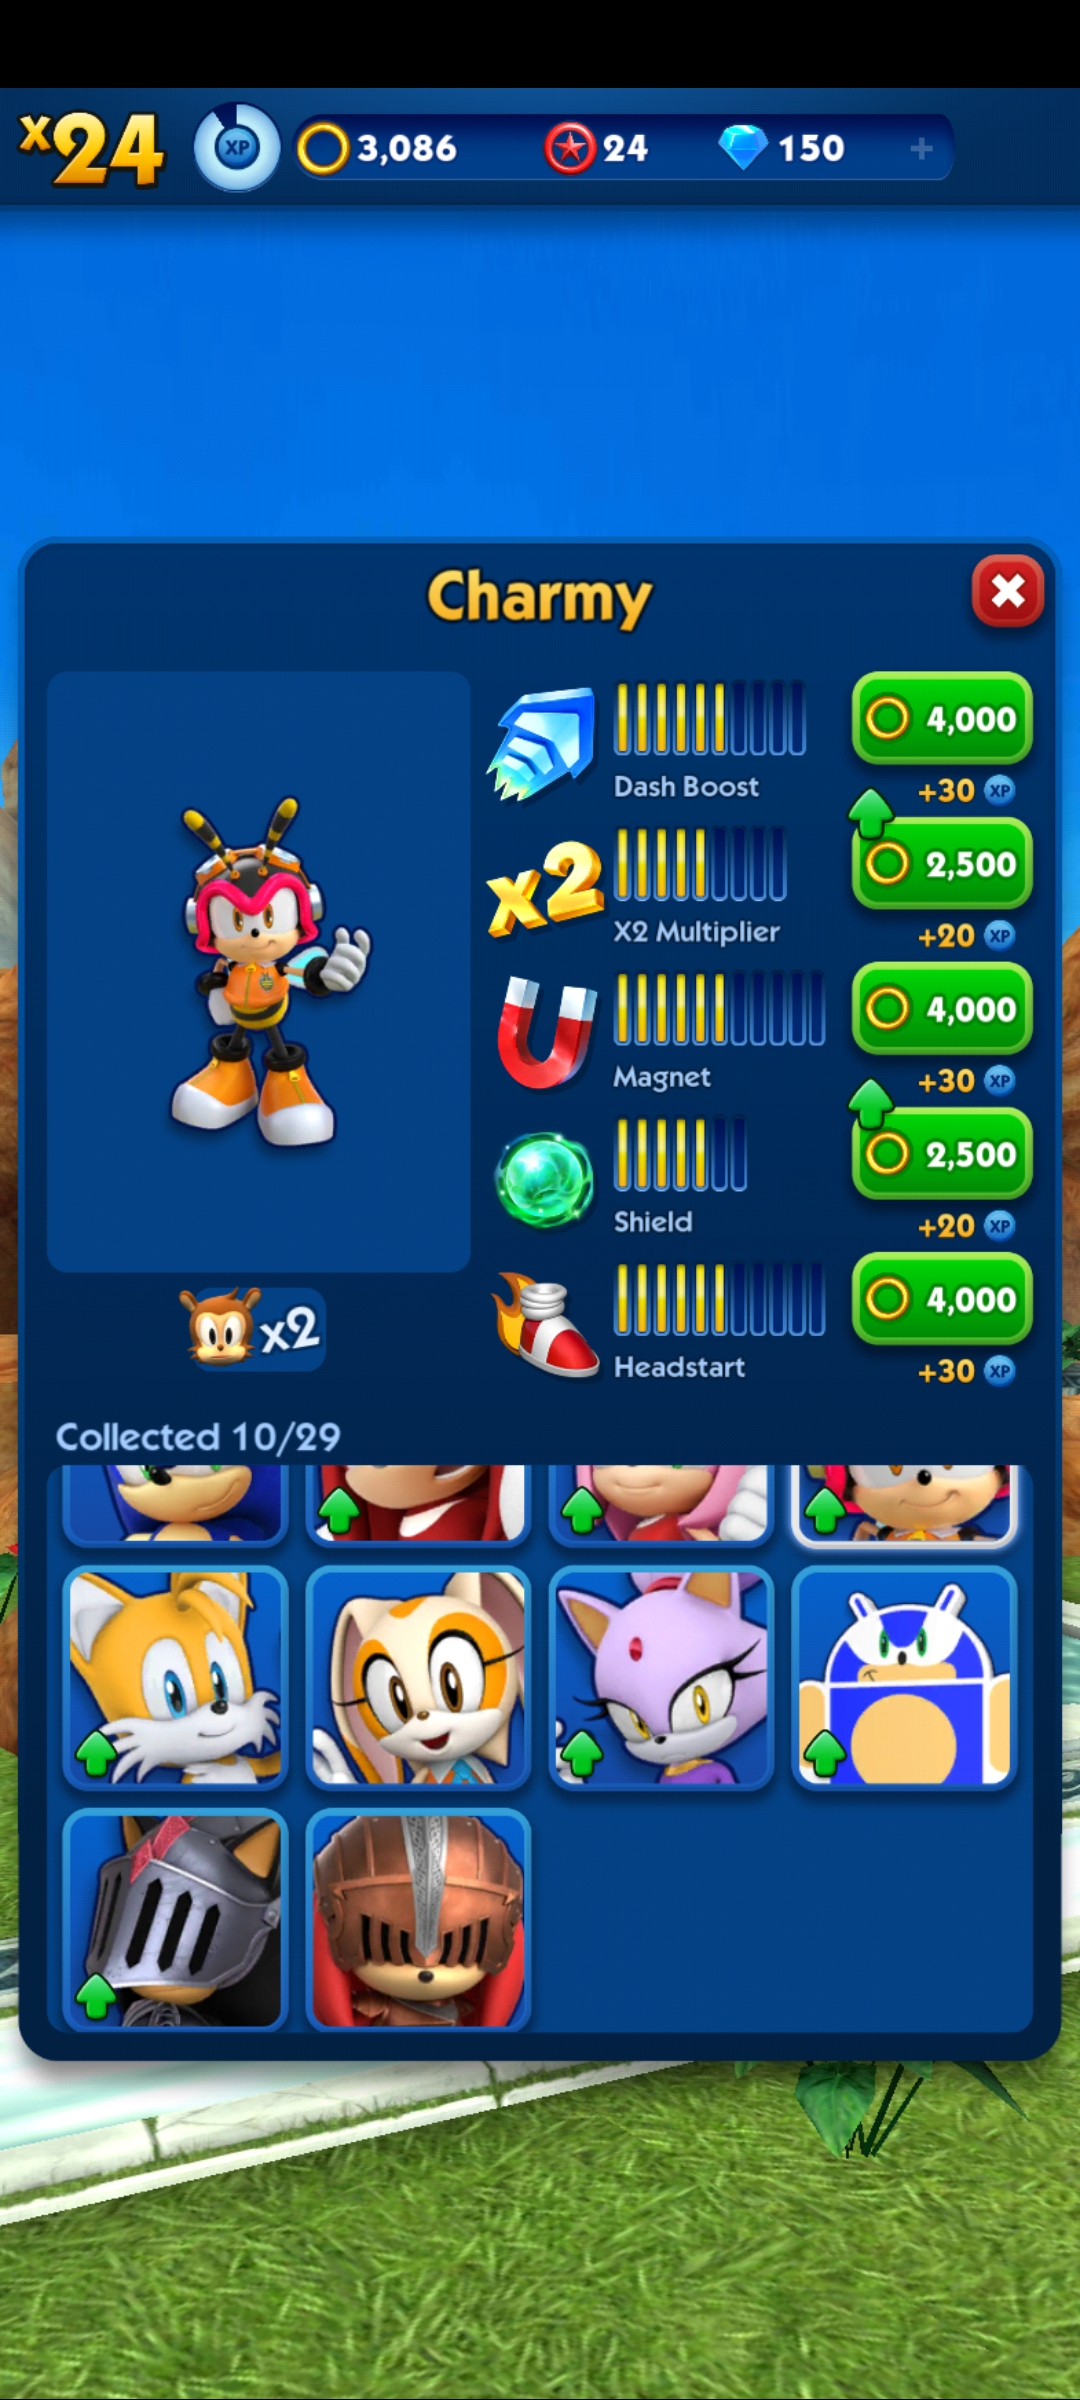 x24 XP 3,086 24 150 +
Charmy
4,000
Dash Boost
+30 XP
x2
2,500
X2 Multiplier
+20 XP
4,000
Magnet
+30 XP
2,500
Shield
+20 XP
x2
4,000
Headstart
+30 XP
Collected 10/29